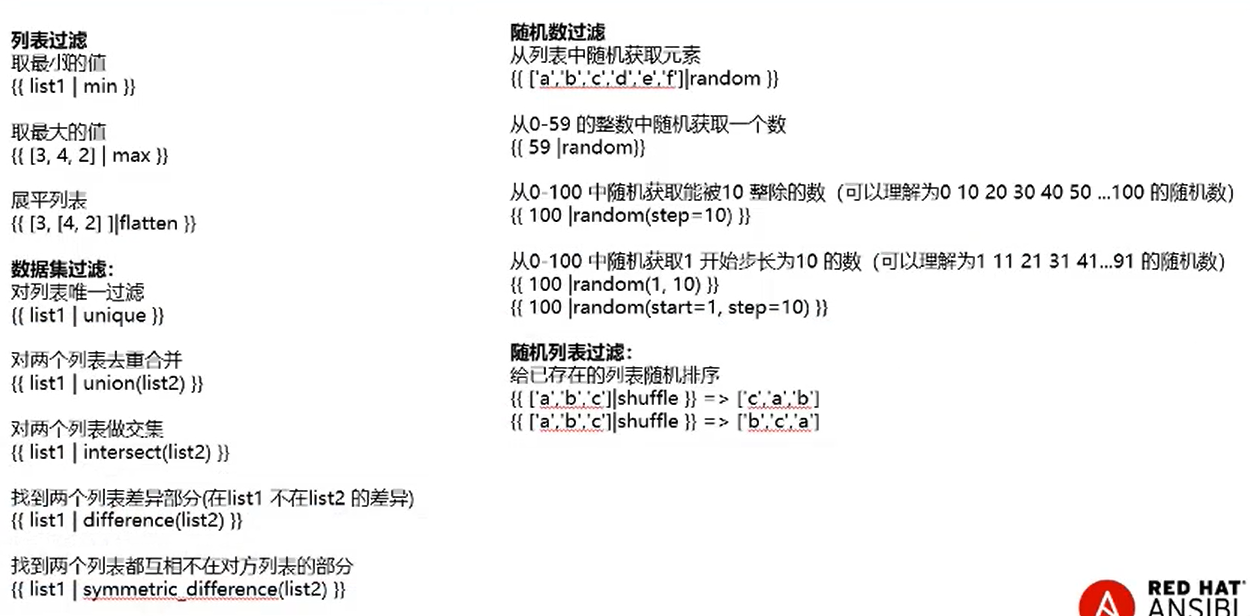 列表过滤
取最小的值
{{ list1 | min }}
取最大的值
{{ [3, 4, 2] | max }}
展平列表
{{ [3, [4, 2] ]|flatten }}
数据集过滤：
对列表唯一过滤
{{ list1 | unique }}
对两个列表去重合并
{{ list1 | union(list2) }}
对两个列表做交集
{{ list1 | intersect(list2) }}
找到两个列表差异部分(在list1 不在list2 的差异)
{{ list1 | difference(list2) }}
找到两个列表都互相不在对方列表的部分
{{ list1 | symmetric_difference(list2) }}
随机数过滤
从列表中随机获取元素
{{ ['a','b','c','d','e','f']|random }}
从0-59 的整数中随机获取一个数
{{ 59 |random}}
从0-100 中随机获取能被10 整除的数（可以理解为0 10 20 30 40 50 ...100 的随机数）
{{ 100 |random(step=10) }}
从0-100 中随机获取1 开始步长为10 的数（可以理解为1 11 21 31 41...91 的随机数）
{{ 100 |random(1, 10) }}
{{ 100 |random(start=1, step=10) }}
随机列表过滤：
给已存在的列表随机排序
{{ ['a','b','c']|shuffle }} => ['c','a','b']
{{ ['a','b','c']|shuffle }} => ['b','c','a']
RED HAT
ANSIBL